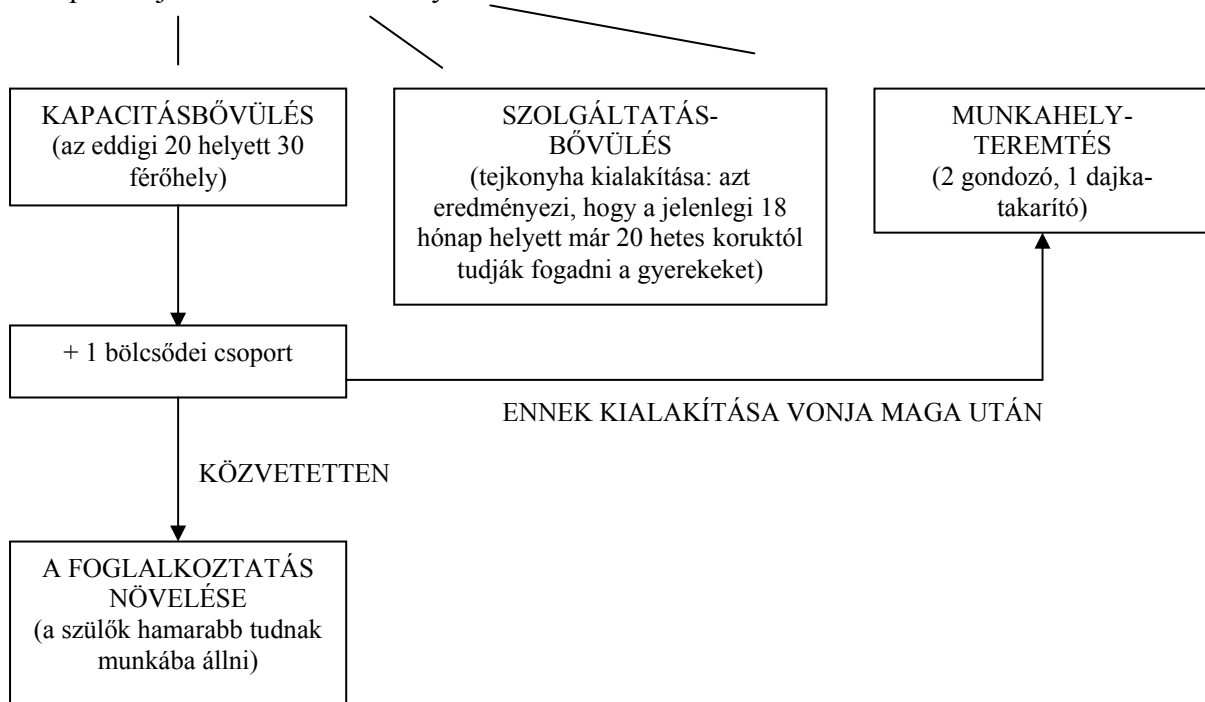 KAPACITÁSBŐVÜLÉS
(az eddigi 20 helyett 30
férőhely)
SZOLGÁLTATÁS-
BŐVÜLÉS
(tejkonyha kialakítása: azt
eredményezi, hogy a jelenlegi 18
hónap helyett már 20 hetes koruktól
tudják fogadni a gyerekeket)
MUNKAHELY-
TEREMTÉS
(2 gondozó, 1 dajka-
takarító)
+ 1 bölcsődei csoport
ENNEK KIALAKÍTÁSA VONJA MAGA UTÁN
KÖZVETETTEN
A FOGLALKOZTATÁS
NÖVELÉSE
(a szülők hamarabb tudnak
munkába állni)